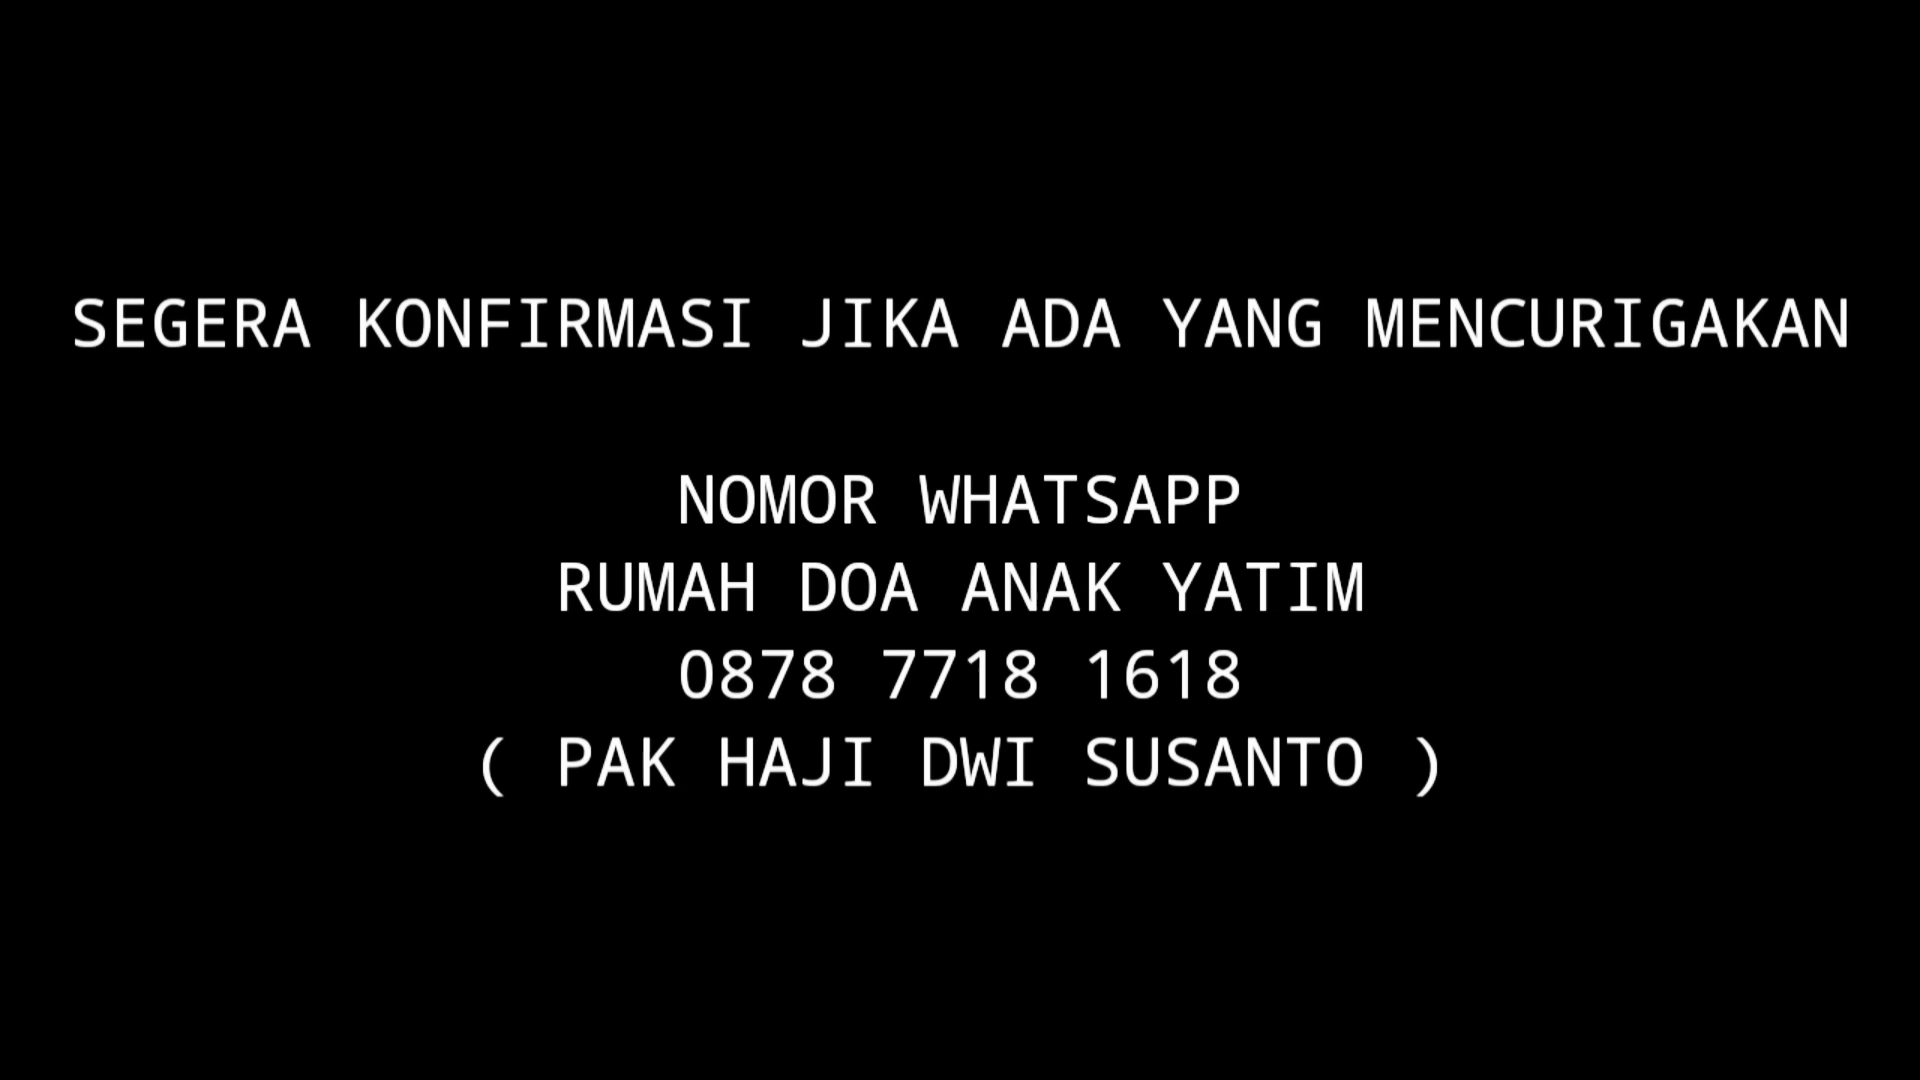 SEGERA KONFIRMASI JIKA ADA YANG MENCURIGAKAN
NOMOR WHATSAPP
RUMAH DOA ANAK YATIM
0878 7718 1618
( PAK HAJI DWI SUSANTO )